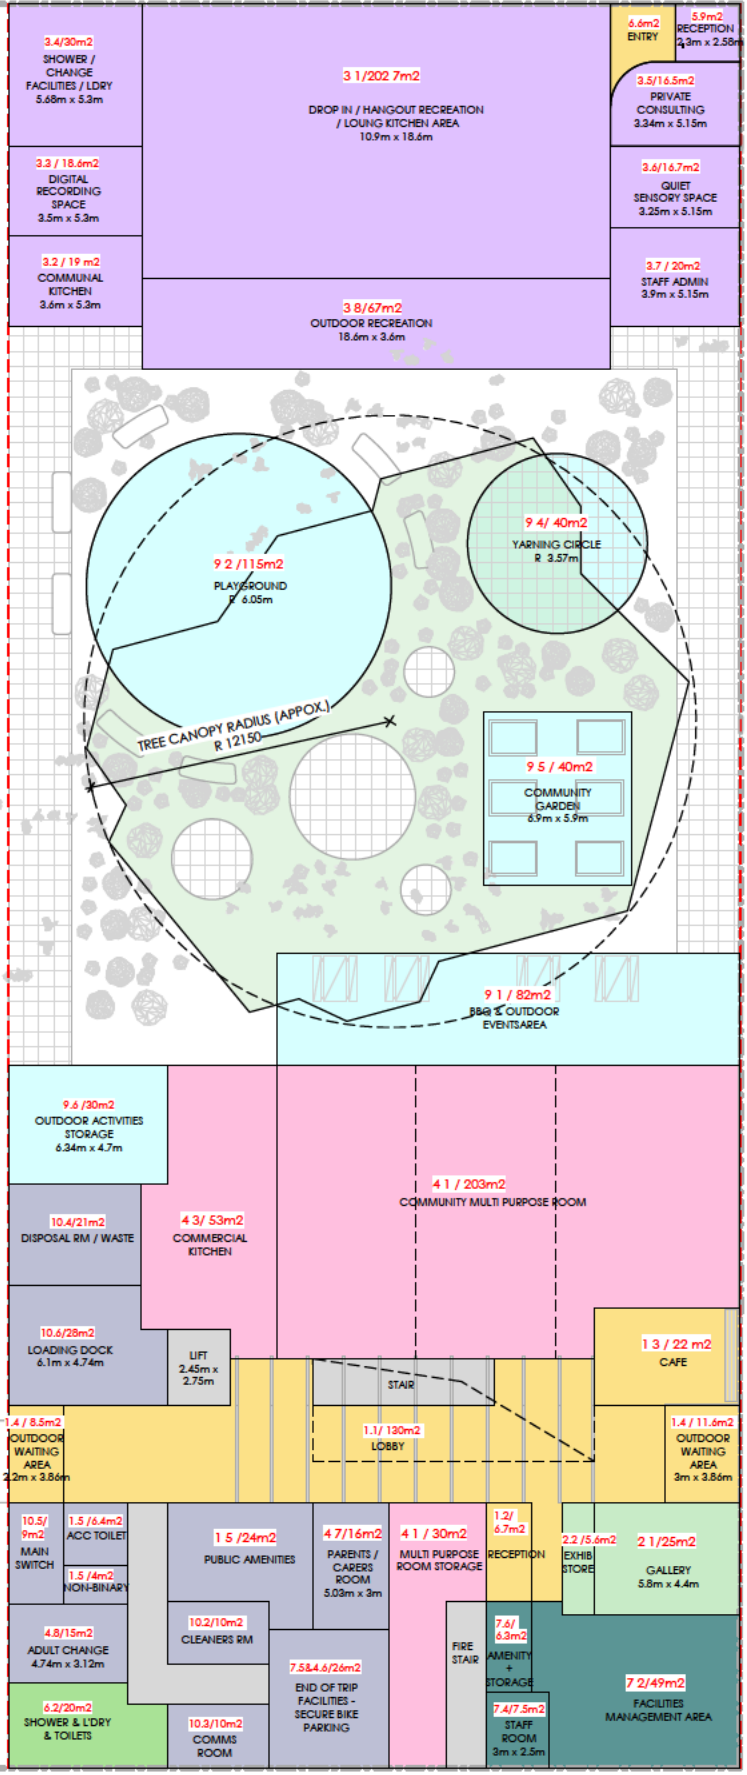 3.4/30m2
SHOWER /
CHANGE
FACILITIES / LDRY
5.68m x 5.3m
3 1/202 7m2
DROP IN / HANGOUT RECREATION
/ LOUNG KITCHEN AREA
10.9m x 18.6m
6.6m2
ENTRY
5.9m2
RECEPTION
2.3m x 2.58m
3.5/16.5m2
PRIVATE
CONSULTING
3.34m x 5.15m
3.3 / 18.6m2
DIGITAL
RECORDING
SPACE
3.5m x 5.3m
3.6/16.7m2
QUIET
SENSORY SPACE
3.25m x 5.15m
3.2 / 19 m2
COMMUNAL
KITCHEN
3.6m x 5.3m
3.7 / 20m2
STAFF ADMIN
3.9m x 5.15m
3 8/67m2
OUTDOOR RECREATION
18.6m x 3.6m
9 2 /115m2
PLAYGROUND
R 6.05m
9 4/ 40m2
YARNING CIRCLE
R 3.57m
TREE CANOPY RADIUS (APPOX.)
R 12150
9 5 / 40m2
COMMUNITY
GARDEN
6.9m x 5.9m
9 1 / 82m2
BBQ & OUTDOOR
EVENTSAREA
9.6 /30m2
OUTDOOR ACTIVITIES
STORAGE
6.34m x 4.7m
4 1 / 203m2
COMMUNITY MULTI PURPOSE ROOM
10.4/21m2
DISPOSAL RM / WASTE
4 3/ 53m2
COMMERCIAL
KITCHEN
10.6/28m2
LOADING DOCK
6.1m x 4.74m
LIFT
2.45m x
2.75m
STAIR
1 3 / 22 m2
CAFE
1.4 / 8.5m2
OUTDOOR
WAITING
AREA
2.2m x 3.86m
1.1/ 130m2
LOBBY
1.4 / 11.6m2
OUTDOOR
WAITING
AREA
3m x 3.86m
10.5/
9m2
MAIN
SWITCH
1.5 /6.4m2
ACC TOILET
1.5 /4m2
NON-BINARY
1 5 /24m2
PUBLIC AMENITIES
4 7/16m2
PARENTS /
CARERS
ROOM
5.03m x 3m
4 1 / 30m2
MULTI PURPOSE
ROOM STORAGE
1.2/
6.7m2
RECEPTION
2.2 /5.6m2
EXHIB
STORE
2 1/25m2
GALLERY
5.8m x 4.4m
4.8/15m2
ADULT CHANGE
4.74m x 3.12m
10.2/10m2
CLEANERS RM
7.5&4.6/26m2
END OF TRIP
FACILITIES -
SECURE BIKE
PARKING
FIRE
STAIR
7.6/
6.3m2
AMENITY
+
STORAGE
7 2/49m2
FACILITIES
MANAGEMENT AREA
6.2/20m2
SHOWER & L'DRY
& TOILETS
10.3/10m2
COMMS
ROOM
7.4/7.5m2
STAFF
ROOM
3m x 2.5m